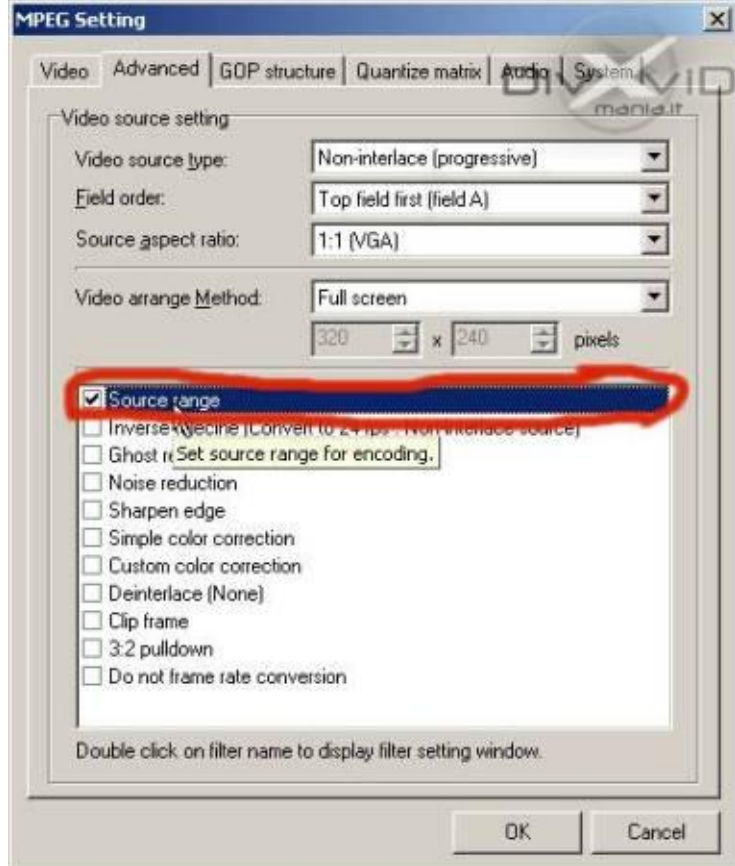 MPEG Setting
Video Advanced GOP structure Quantize matrix Audio System
DIVXVID
mania.it
Video source setting
Video source type: Non-interlace (progressive)
Field order: Top field first (field A)
Source aspect ratio: 1:1 (VGA)
Video arrange Method: Full screen
320 x 240 pixels
Source range
Inverse (Convert to 24 fps Non-interlace source)
Ghost
Set source range for encoding.
Noise reduction
Sharpen edge
Simple color correction
Custom color correction
Deinterlace (None)
Clip frame
3:2 pulldown
Do not frame rate conversion
Double click on filter name to display filter setting window.
OK Cancel